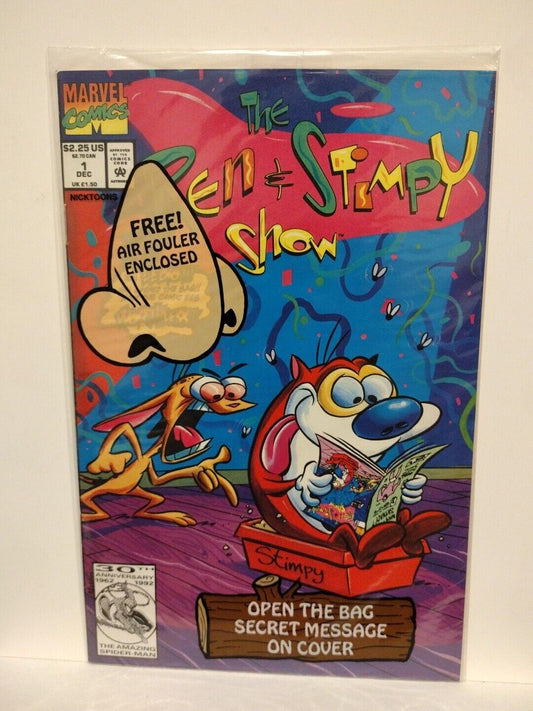 MARVEL
COMICS
$2.25 US
$2.70 CAN
1
DEC
UK £1.50
APPROVED
BY THE
COMICS
CODE
CA
AUTHORITY
NICKTOONS
The
Ren & Stimpy
Show™
FREE!
AIR FOULER
ENCLOSED
Stimpy
30TH
ANNIVERSARY
1962 1992
THE AMAZING
SPIDER-MAN
OPEN THE BAG
SECRET MESSAGE
ON COVER